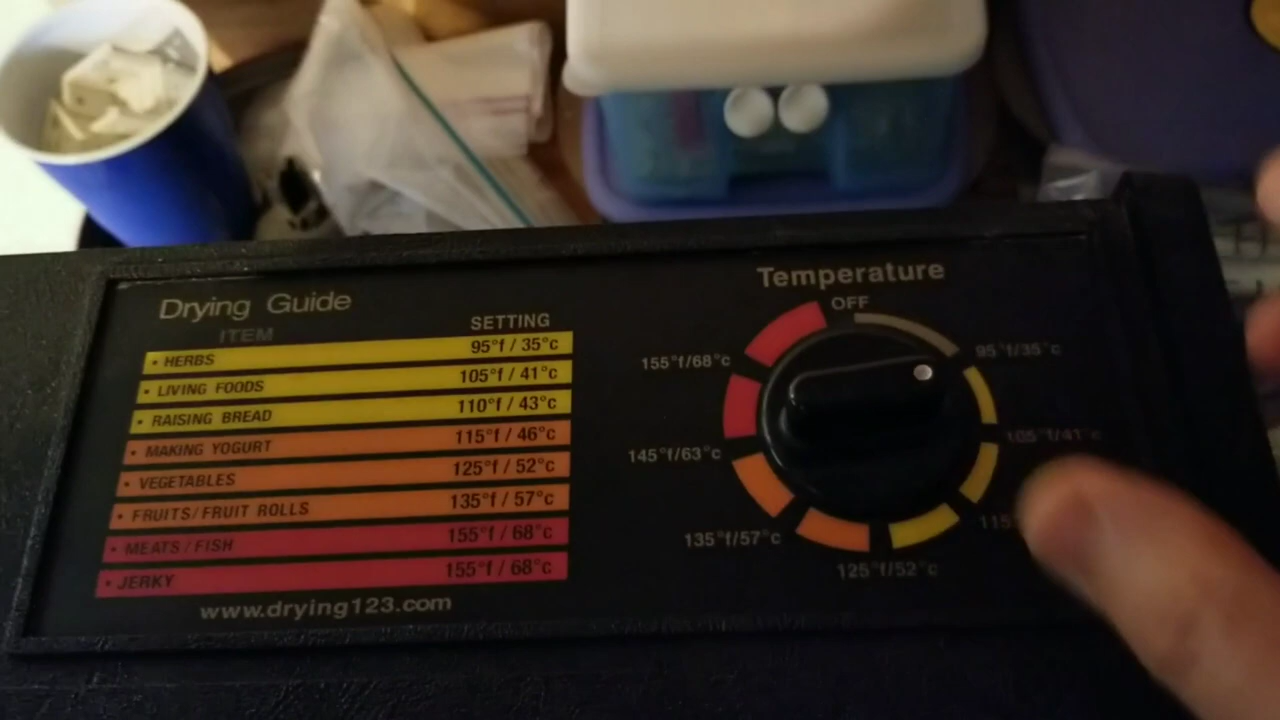 Drying Guide
ITEM SETTING
• HERBS 95°f / 35°c
• LIVING FOODS 105°f / 41°c
• RAISING BREAD 110°f / 43°c
• MAKING YOGURT 115°f / 46°c
• VEGETABLES 125°f / 52°c
• FRUITS/FRUIT ROLLS 135°f / 57°c
• MEATS/FISH 155°f / 68°c
• JERKY 155°f / 68°c
www.drying123.com
Temperature
OFF
95°f/35°c
155°f/68°c
105°f/41°c
145°f/63°c
115
135°f/57°c
125°f/52°c